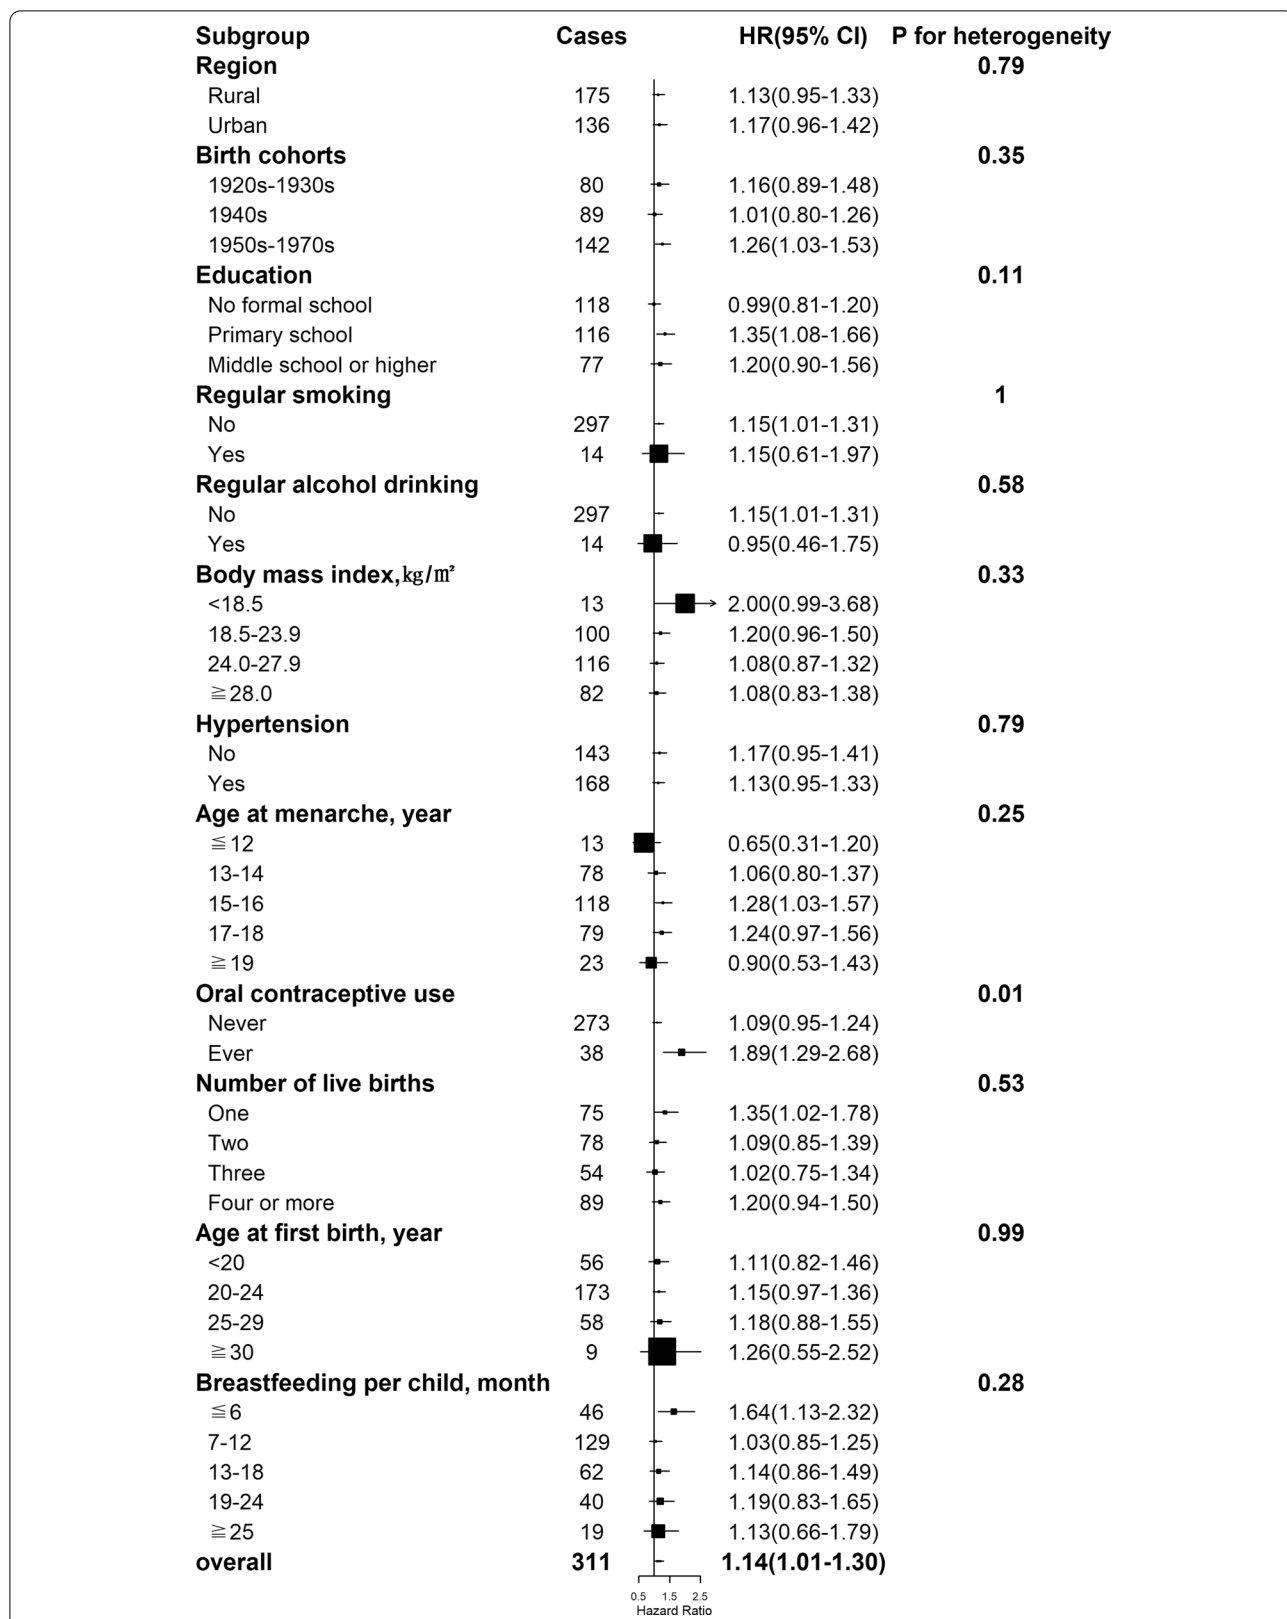 Subgroup Cases HR(95% CI) P for heterogeneity
Region 0.79
Rural 175 1.13(0.95-1.33)
Urban 136 1.17(0.96-1.42)
Birth cohorts 0.35
1920s-1930s 80 1.16(0.89-1.48)
1940s 89 1.01(0.80-1.26)
1950s-1970s 142 1.26(1.03-1.53)
Education 0.11
No formal school 118 0.99(0.81-1.20)
Primary school 116 1.35(1.08-1.66)
Middle school or higher 77 1.20(0.90-1.56)
Regular smoking 1
No 297 1.15(1.01-1.31)
Yes 14 1.15(0.61-1.97)
Regular alcohol drinking 0.58
No 297 1.15(1.01-1.31)
Yes 14 0.95(0.46-1.75)
Body mass index,kg/m² 0.33
<18.5 13 2.00(0.99-3.68)
18.5-23.9 100 1.20(0.96-1.50)
24.0-27.9 116 1.08(0.87-1.32)
≧28.0 82 1.08(0.83-1.38)
Hypertension 0.79
No 143 1.17(0.95-1.41)
Yes 168 1.13(0.95-1.33)
Age at menarche, year 0.25
≦12 13 0.65(0.31-1.20)
13-14 78 1.06(0.80-1.37)
15-16 118 1.28(1.03-1.57)
17-18 79 1.24(0.97-1.56)
≧19 23 0.90(0.53-1.43)
Oral contraceptive use 0.01
Never 273 1.09(0.95-1.24)
Ever 38 1.89(1.29-2.68)
Number of live births 0.53
One 75 1.35(1.02-1.78)
Two 78 1.09(0.85-1.39)
Three 54 1.02(0.75-1.34)
Four or more 89 1.20(0.94-1.50)
Age at first birth, year 0.99
<20 56 1.11(0.82-1.46)
20-24 173 1.15(0.97-1.36)
25-29 58 1.18(0.88-1.55)
≧30 9 1.26(0.55-2.52)
Breastfeeding per child, month 0.28
≦6 46 1.64(1.13-2.32)
7-12 129 1.03(0.85-1.25)
13-18 62 1.14(0.86-1.49)
19-24 40 1.19(0.83-1.65)
≧25 19 1.13(0.66-1.79)
overall 311 1.14(1.01-1.30)
0.5 1.5 2.5
Hazard Ratio